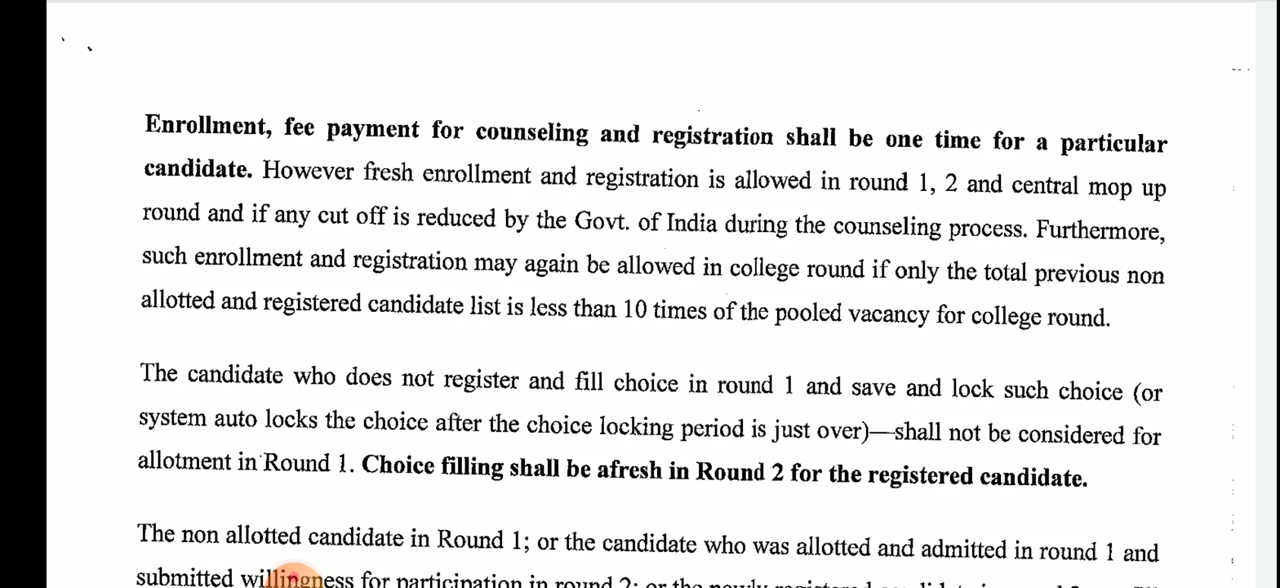 Enrollment, fee payment for counseling and registration shall be one time for a particular
candidate. However fresh enrollment and registration is allowed in round 1, 2 and central mop up
round and if any cut off is reduced by the Govt. of India during the counseling process. Furthermore,
such enrollment and registration may again be allowed in college round if only the total previous non
allotted and registered candidate list is less than 10 times of the pooled vacancy for college round.
The candidate who does not register and fill choice in round 1 and save and lock such choice (or
system auto locks the choice after the choice locking period is just over)—shall not be considered for
allotment in Round 1. Choice filling shall be afresh in Round 2 for the registered candidate.
The non allotted candidate in Round 1; or the candidate who was allotted and admitted in round 1 and
submitted willingness for participation in round 2; or the newly registered